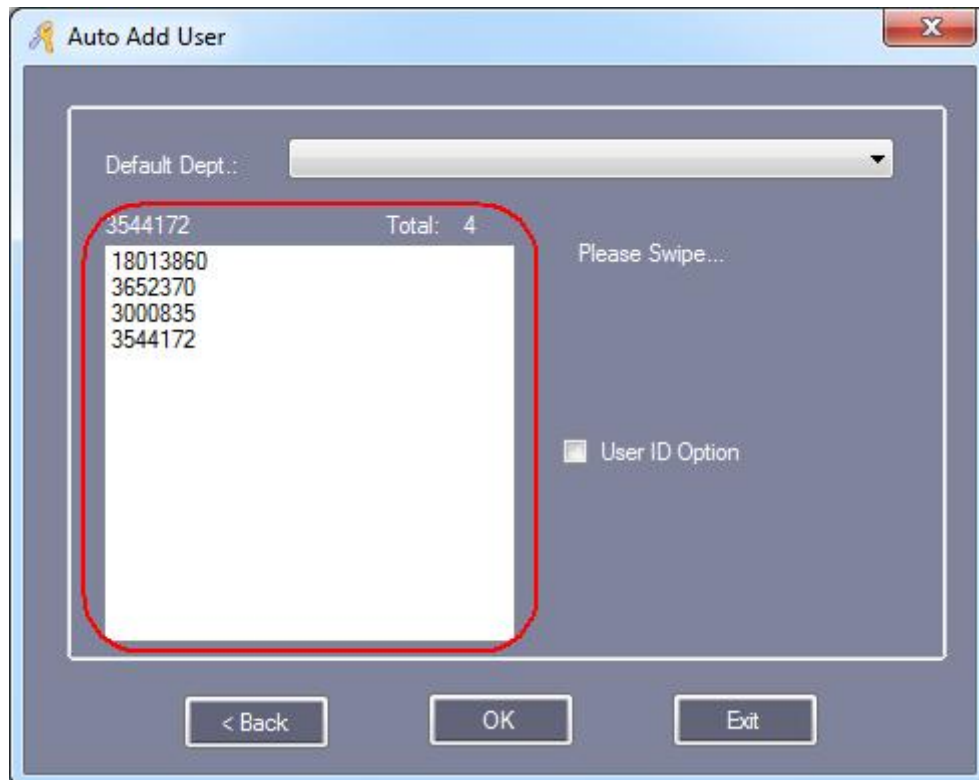 Auto Add User
Default Dept.:
3544172 Total: 4
18013860
3652370
3000835
3544172
Please Swipe...
User ID Option
< Back OK Exit